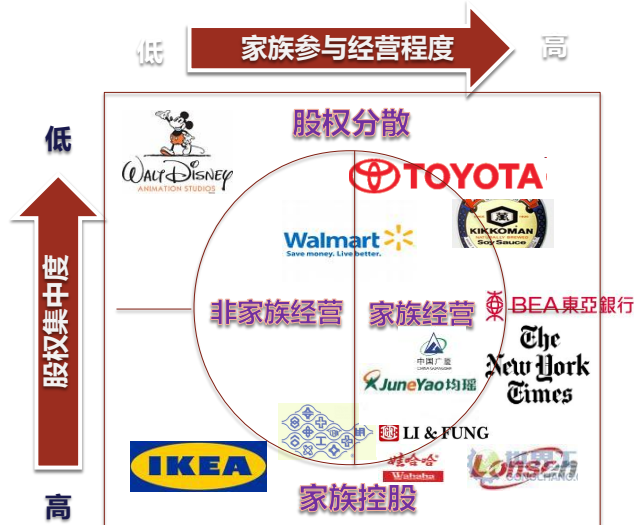 低
家族参与经营程度
高
低
股权分散
WALT DISNEY
ANIMATION STUDIOS
TOYOTA
KIKKOMAN
NATURALLY BREWED
Soy Sauce
Walmart
Save money. Live better.
股权集中度
非家族经营
家族经营
BEA東亞銀行
中国广厦
CHINA GUANGSHA
The
New York
Times
JuneYao均瑶
LI & FUNG
IKEA
娃哈哈
Wahaha
Lonsen
高
家族控股